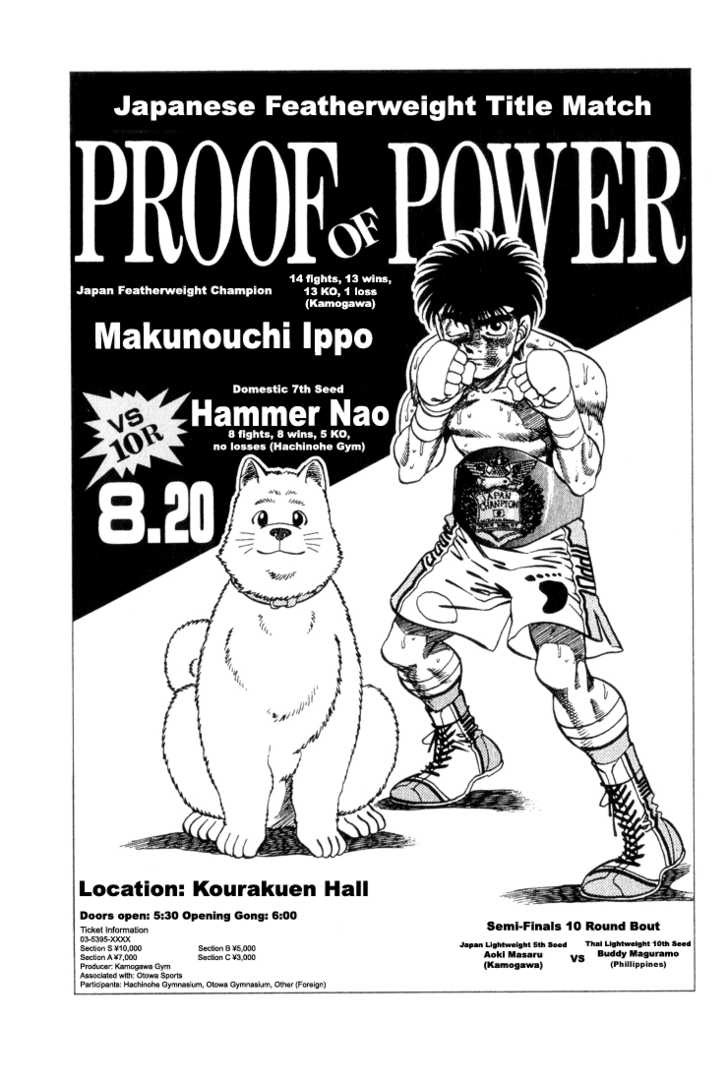 Japanese Featherweight Title Match
PROOF OF POWER
Japan Featherweight Champion
14 fights, 13 wins,
13 KO, 1 loss
(Kamogawa)
Makunouchi Ippo
VS
10R
Domestic 7th Seed
Hammer Nao
8 fights, 8 wins, 5 KO,
no losses (Hachinohe Gym)
8.20
JAPAN
CHAMPION
Location: Kourakuen Hall
Doors open: 5:30 Opening Gong: 6:00
Ticket Information
03-5395-XXXX
Section S ¥10,000 Section B ¥5,000
Section A ¥7,000 Section C ¥3,000
Producer: Kamogawa Gym
Associated with: Otowa Sports
Participants: Hachinohe Gymnasium, Otowa Gymnasium, Other (Foreign)
Semi-Finals 10 Round Bout
Japan Lightweight 5th Seed
Aoki Masaru
(Kamogawa)
VS
Thai Lightweight 10th Seed
Buddy Maguramo
(Phillippines)